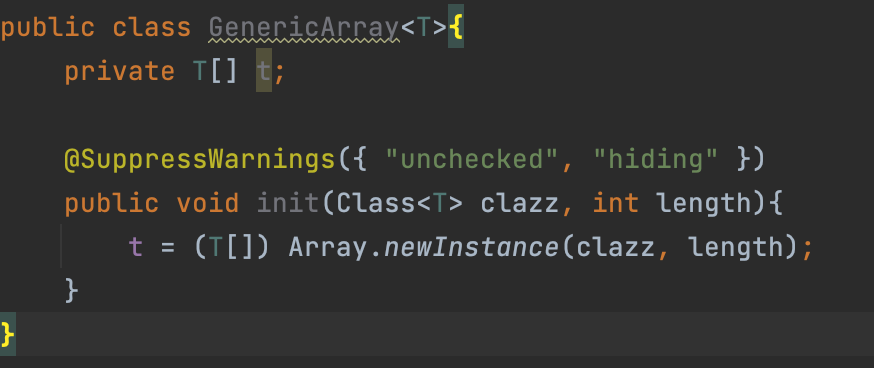 public class GenericArray<T>{
    private T[] t;

    @SuppressWarnings({ "unchecked", "hiding" })
    public void init(Class<T> clazz, int length){
        t = (T[]) Array.newInstance(clazz, length);
    }
}